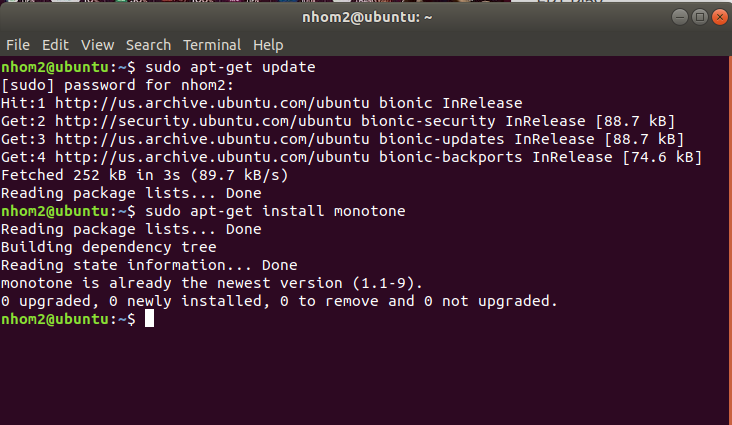 nhom2@ubuntu: ~
File Edit View Search Terminal Help
nhom2@ubuntu:~$ sudo apt-get update
[sudo] password for nhom2:
Hit:1 http://us.archive.ubuntu.com/ubuntu bionic InRelease
Get:2 http://security.ubuntu.com/ubuntu bionic-security InRelease [88.7 kB]
Get:3 http://us.archive.ubuntu.com/ubuntu bionic-updates InRelease [88.7 kB]
Get:4 http://us.archive.ubuntu.com/ubuntu bionic-backports InRelease [74.6 kB]
Fetched 252 kB in 3s (89.7 kB/s)
Reading package lists... Done
nhom2@ubuntu:~$ sudo apt-get install monotone
Reading package lists... Done
Building dependency tree
Reading state information... Done
monotone is already the newest version (1.1-9).
0 upgraded, 0 newly installed, 0 to remove and 0 not upgraded.
nhom2@ubuntu:~$